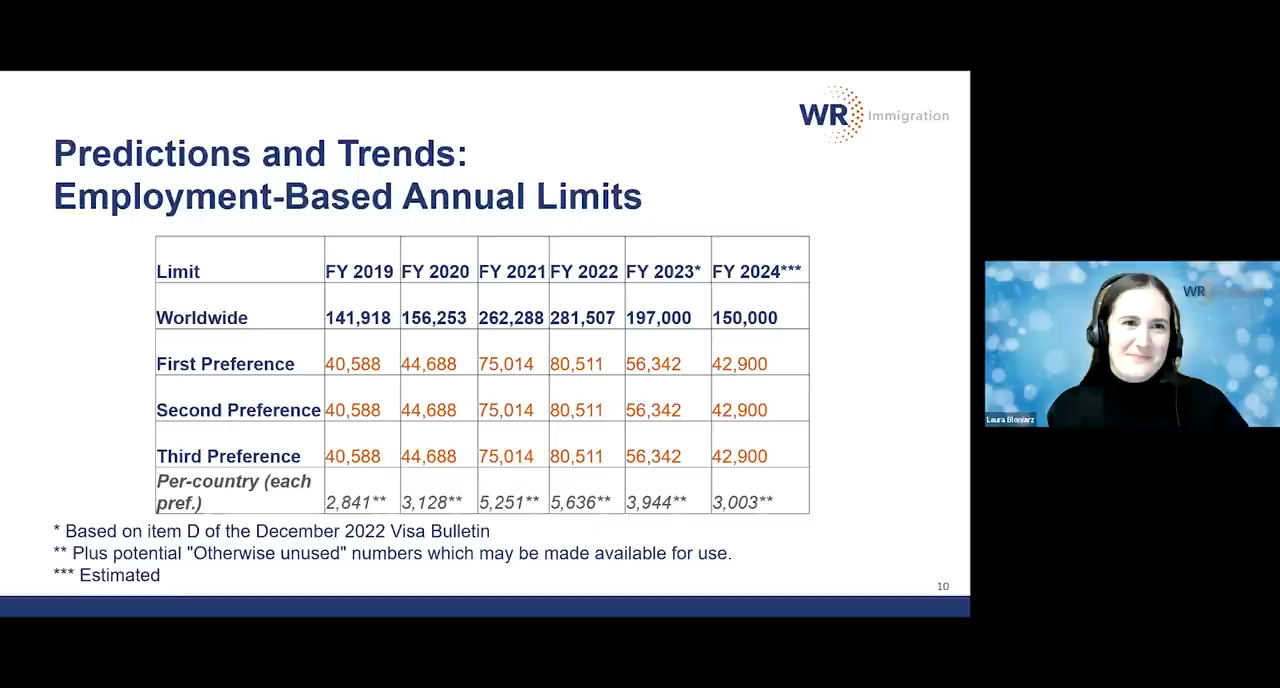 WR Immigration
Predictions and Trends:
Employment-Based Annual Limits
Limit FY 2019 FY 2020 FY 2021 FY 2022 FY 2023* FY 2024***
Worldwide 141,918 156,253 262,288 281,507 197,000 150,000
First Preference 40,588 44,688 75,014 80,511 56,342 42,900
Second Preference 40,588 44,688 75,014 80,511 56,342 42,900
Third Preference 40,588 44,688 75,014 80,511 56,342 42,900
Per-country (each
pref.) 2,841** 3,128** 5,251** 5,636** 3,944** 3,003**
* Based on item D of the December 2022 Visa Bulletin
** Plus potential "Otherwise unused" numbers which may be made available for use.
*** Estimated
10
WR
Laura Bloniarz